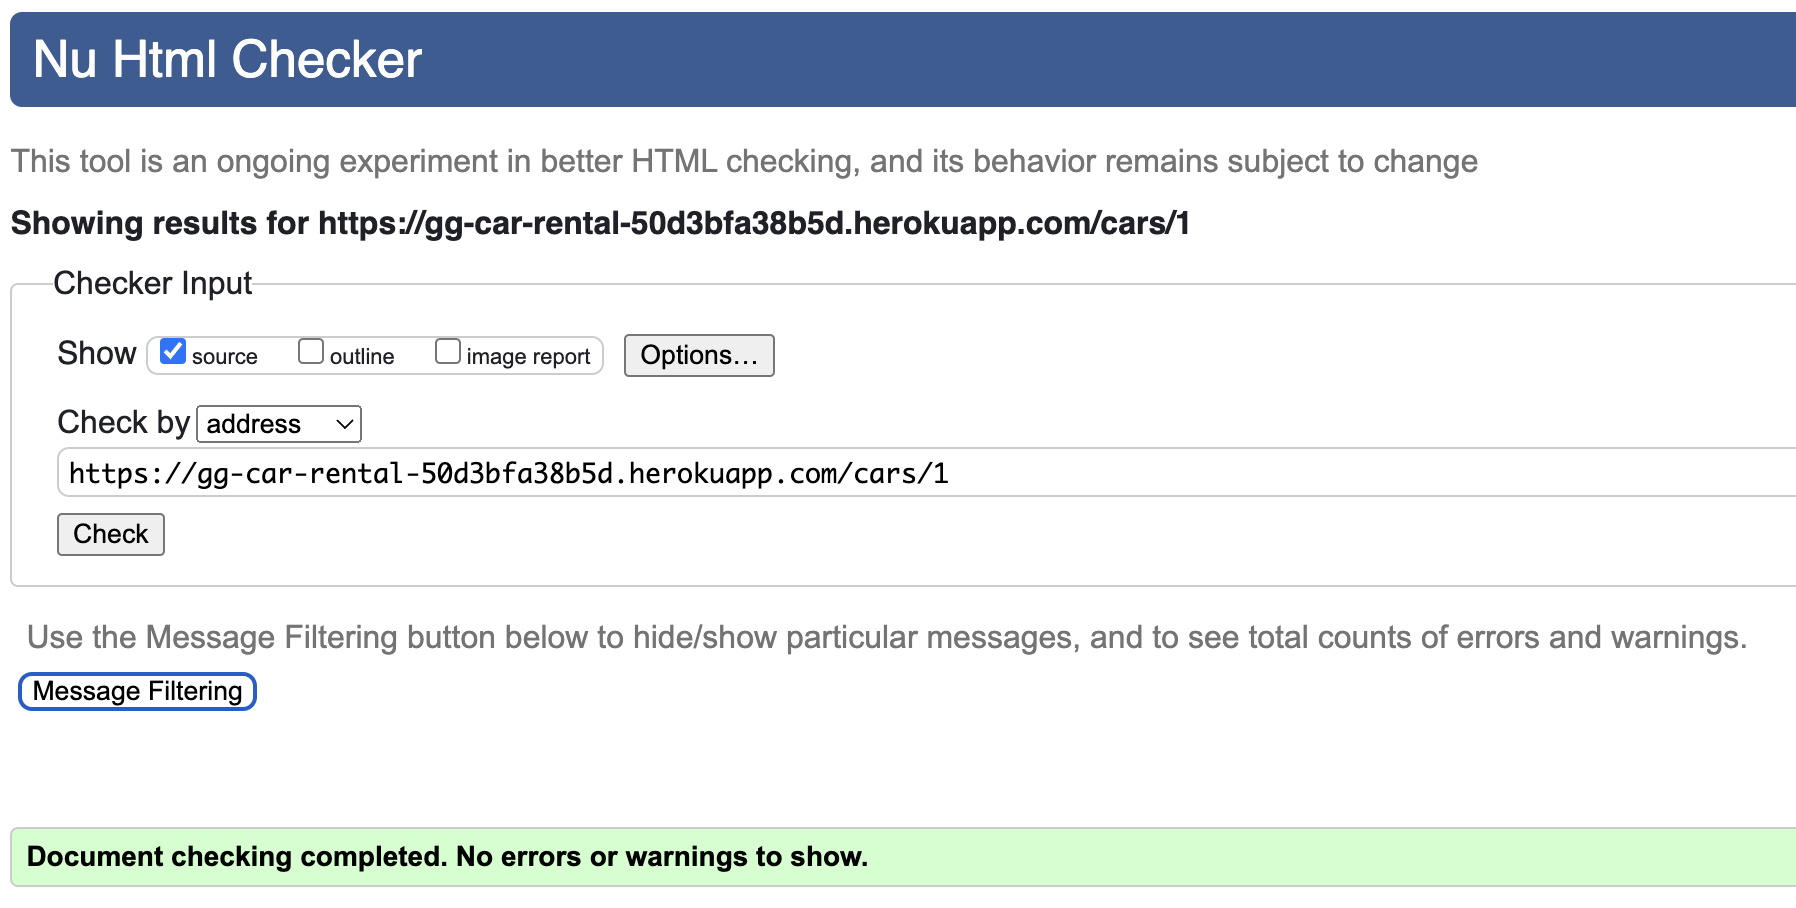 Nu Html Checker
This tool is an ongoing experiment in better HTML checking, and its behavior remains subject to change
Showing results for https://gg-car-rental-50d3bfa38b5d.herokuapp.com/cars/1
Checker Input
Show source outline image report Options…
Check by address
https://gg-car-rental-50d3bfa38b5d.herokuapp.com/cars/1
Check
Use the Message Filtering button below to hide/show particular messages, and to see total counts of errors and warnings.
Message Filtering
Document checking completed. No errors or warnings to show.